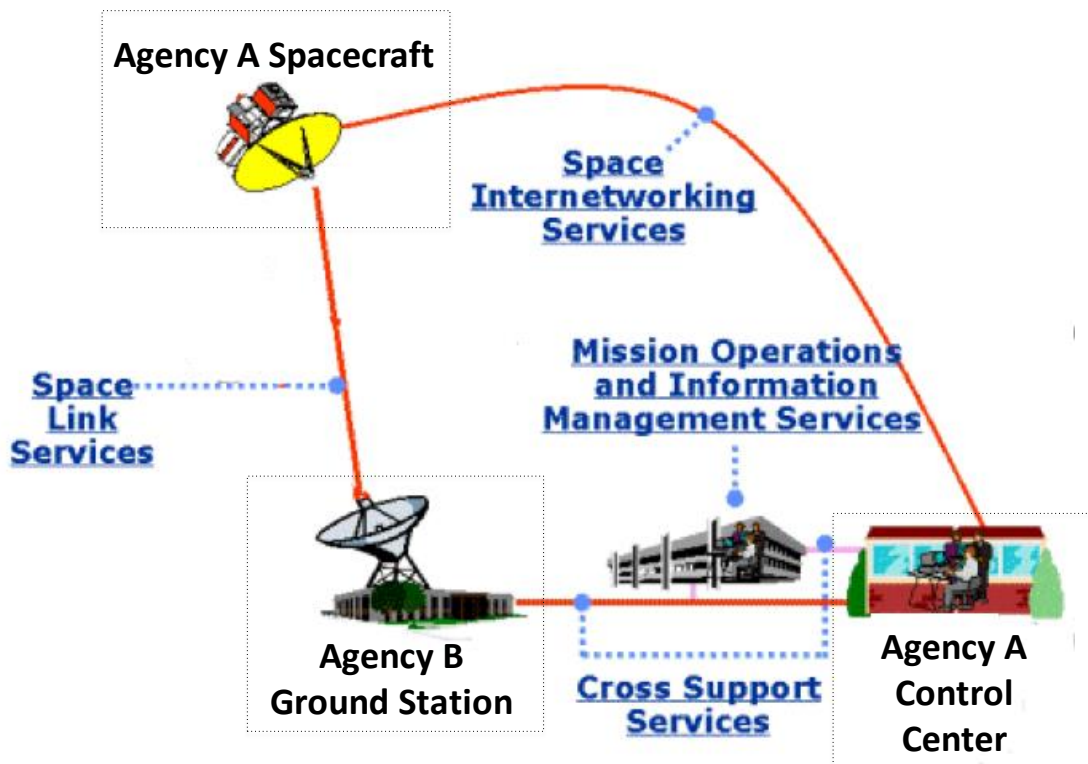 Agency A Spacecraft
Space
Internetworking
Services
Mission Operations
and Information
Management Services
Space
Link
Services
Agency B
Ground Station
Cross Support
Services
Agency A
Control
Center